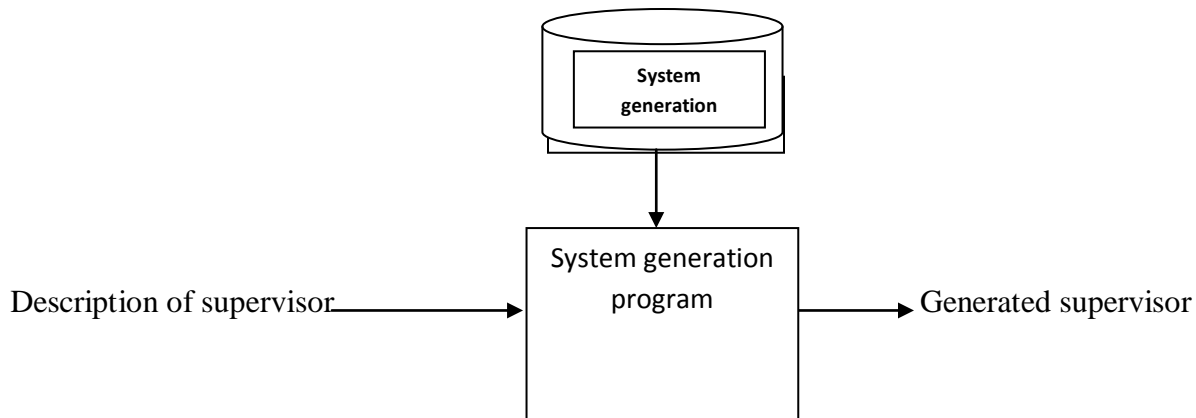 System
generation
System generation
program
Description of supervisor
Generated supervisor